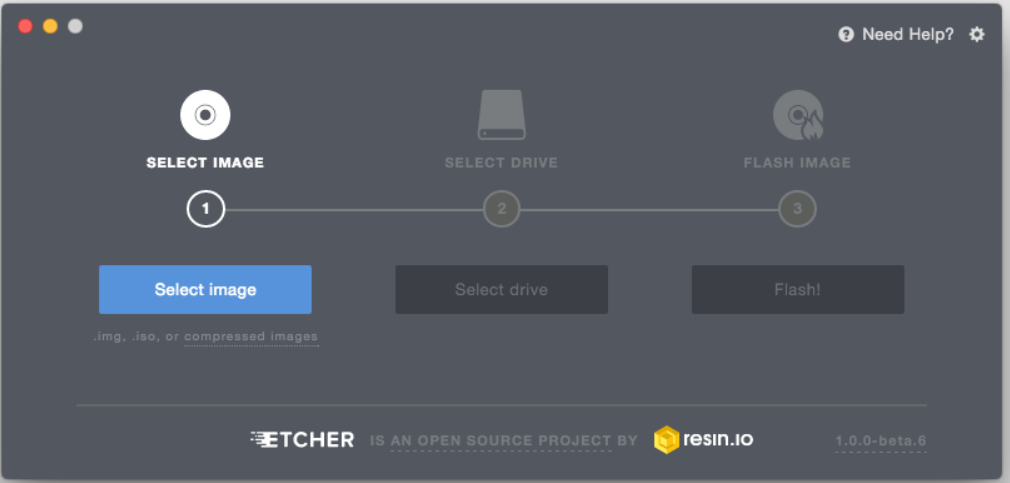 Need Help?
SELECT IMAGE
SELECT DRIVE
FLASH IMAGE
1
2
3
Select image
Select drive
Flash!
.img, .iso, or compressed images
ETCHER IS AN OPEN SOURCE PROJECT BY resin.io
1.0.0-beta.6